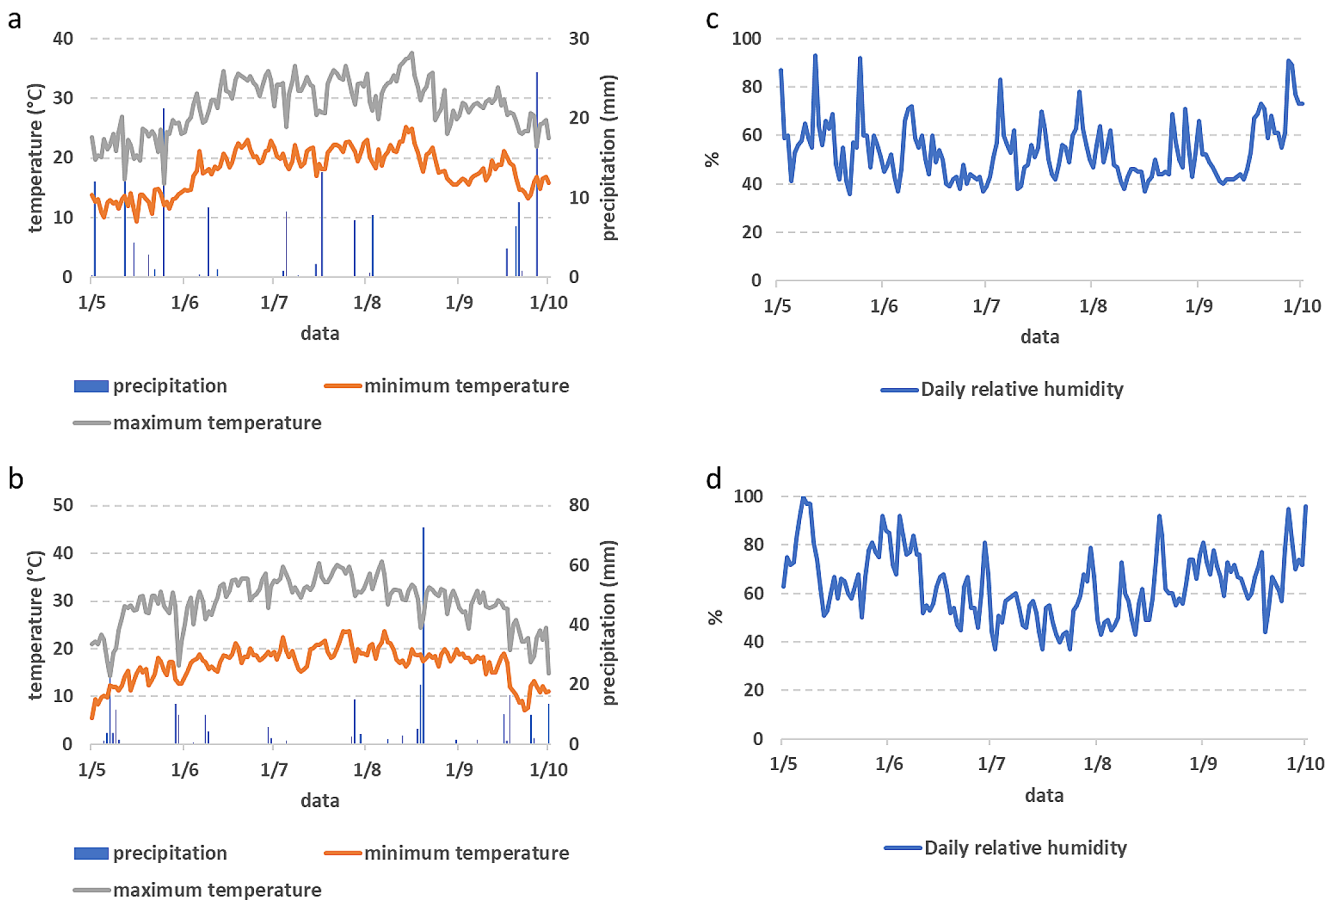 a
40
30
20
10
0
temperature (°C)
30
20
10
0
precipitation (mm)
1/5 1/6 1/7 1/8 1/9 1/10
data
precipitation minimum temperature
maximum temperature
c
100
80
60
40
20
0
%
1/5 1/6 1/7 1/8 1/9 1/10
data
Daily relative humidity
b
50
40
30
20
10
0
temperature (°C)
80
60
40
20
0
precipitation (mm)
1/5 1/6 1/7 1/8 1/9 1/10
data
precipitation minimum temperature
maximum temperature
d
100
80
60
40
20
0
%
1/5 1/6 1/7 1/8 1/9 1/10
data
Daily relative humidity